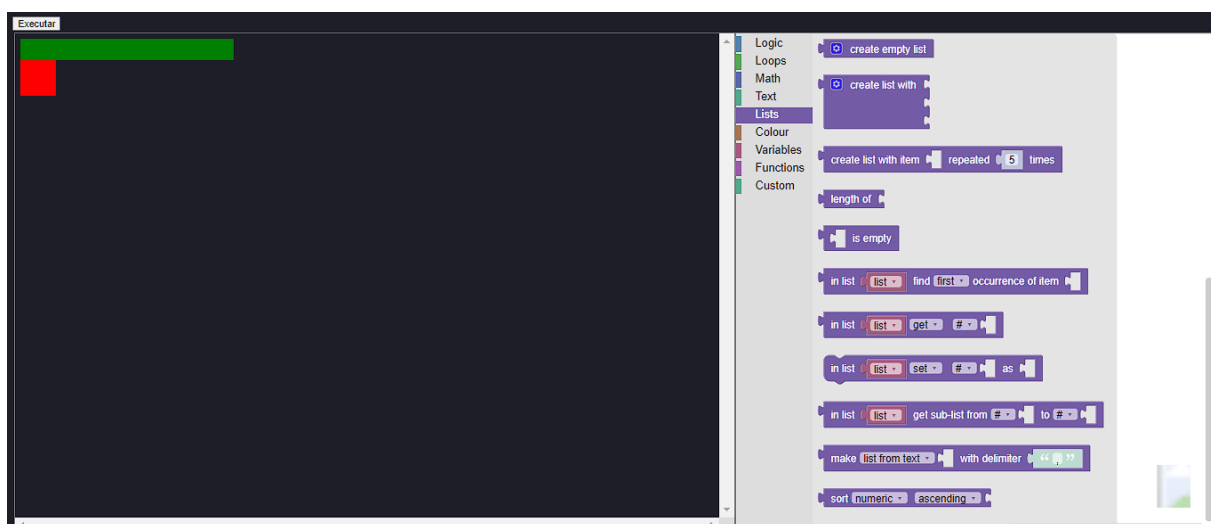 Executar
Logic
Loops
Math
Text
Lists
Colour
Variables
Functions
Custom
create empty list
create list with
create list with item repeated 5 times
length of
is empty
in list list find first occurrence of item
in list list get #
in list list set # as
in list list get sub-list from # to #
make list from text with delimiter “ , ”
sort numeric ascending